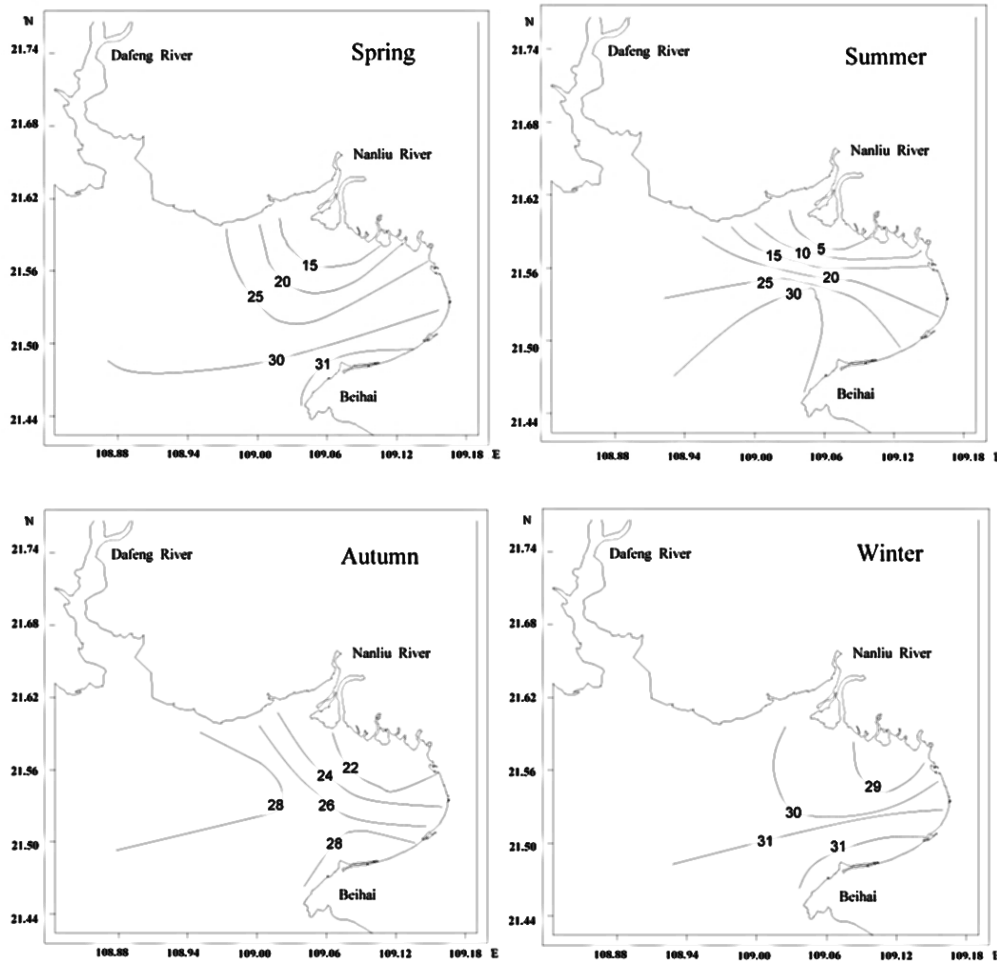 N
Spring
21.74
Dafeng River
21.68
Nanliu River
21.62
21.56
15
20
25
21.50
30
31
Beihai
21.44
108.88 108.94 109.00 109.06 109.12 109.18 E
N
Summer
21.74
Dafeng River
21.68
Nanliu River
21.62
5
10
15
21.56
20
25
30
21.50
Beihai
21.44
108.88 108.94 109.00 109.06 109.12 109.18
N
Autumn
21.74
Dafeng River
21.68
Nanliu River
21.62
22
21.56
24
28
26
21.50
28
Beihai
21.44
108.88 108.94 109.00 109.06 109.12 109.18 E
N
Winter
21.74
Dafeng River
21.68
Nanliu River
21.62
21.56
29
30
21.50
31
31
Beihai
21.44
108.88 108.94 109.00 109.06 109.12 109.18